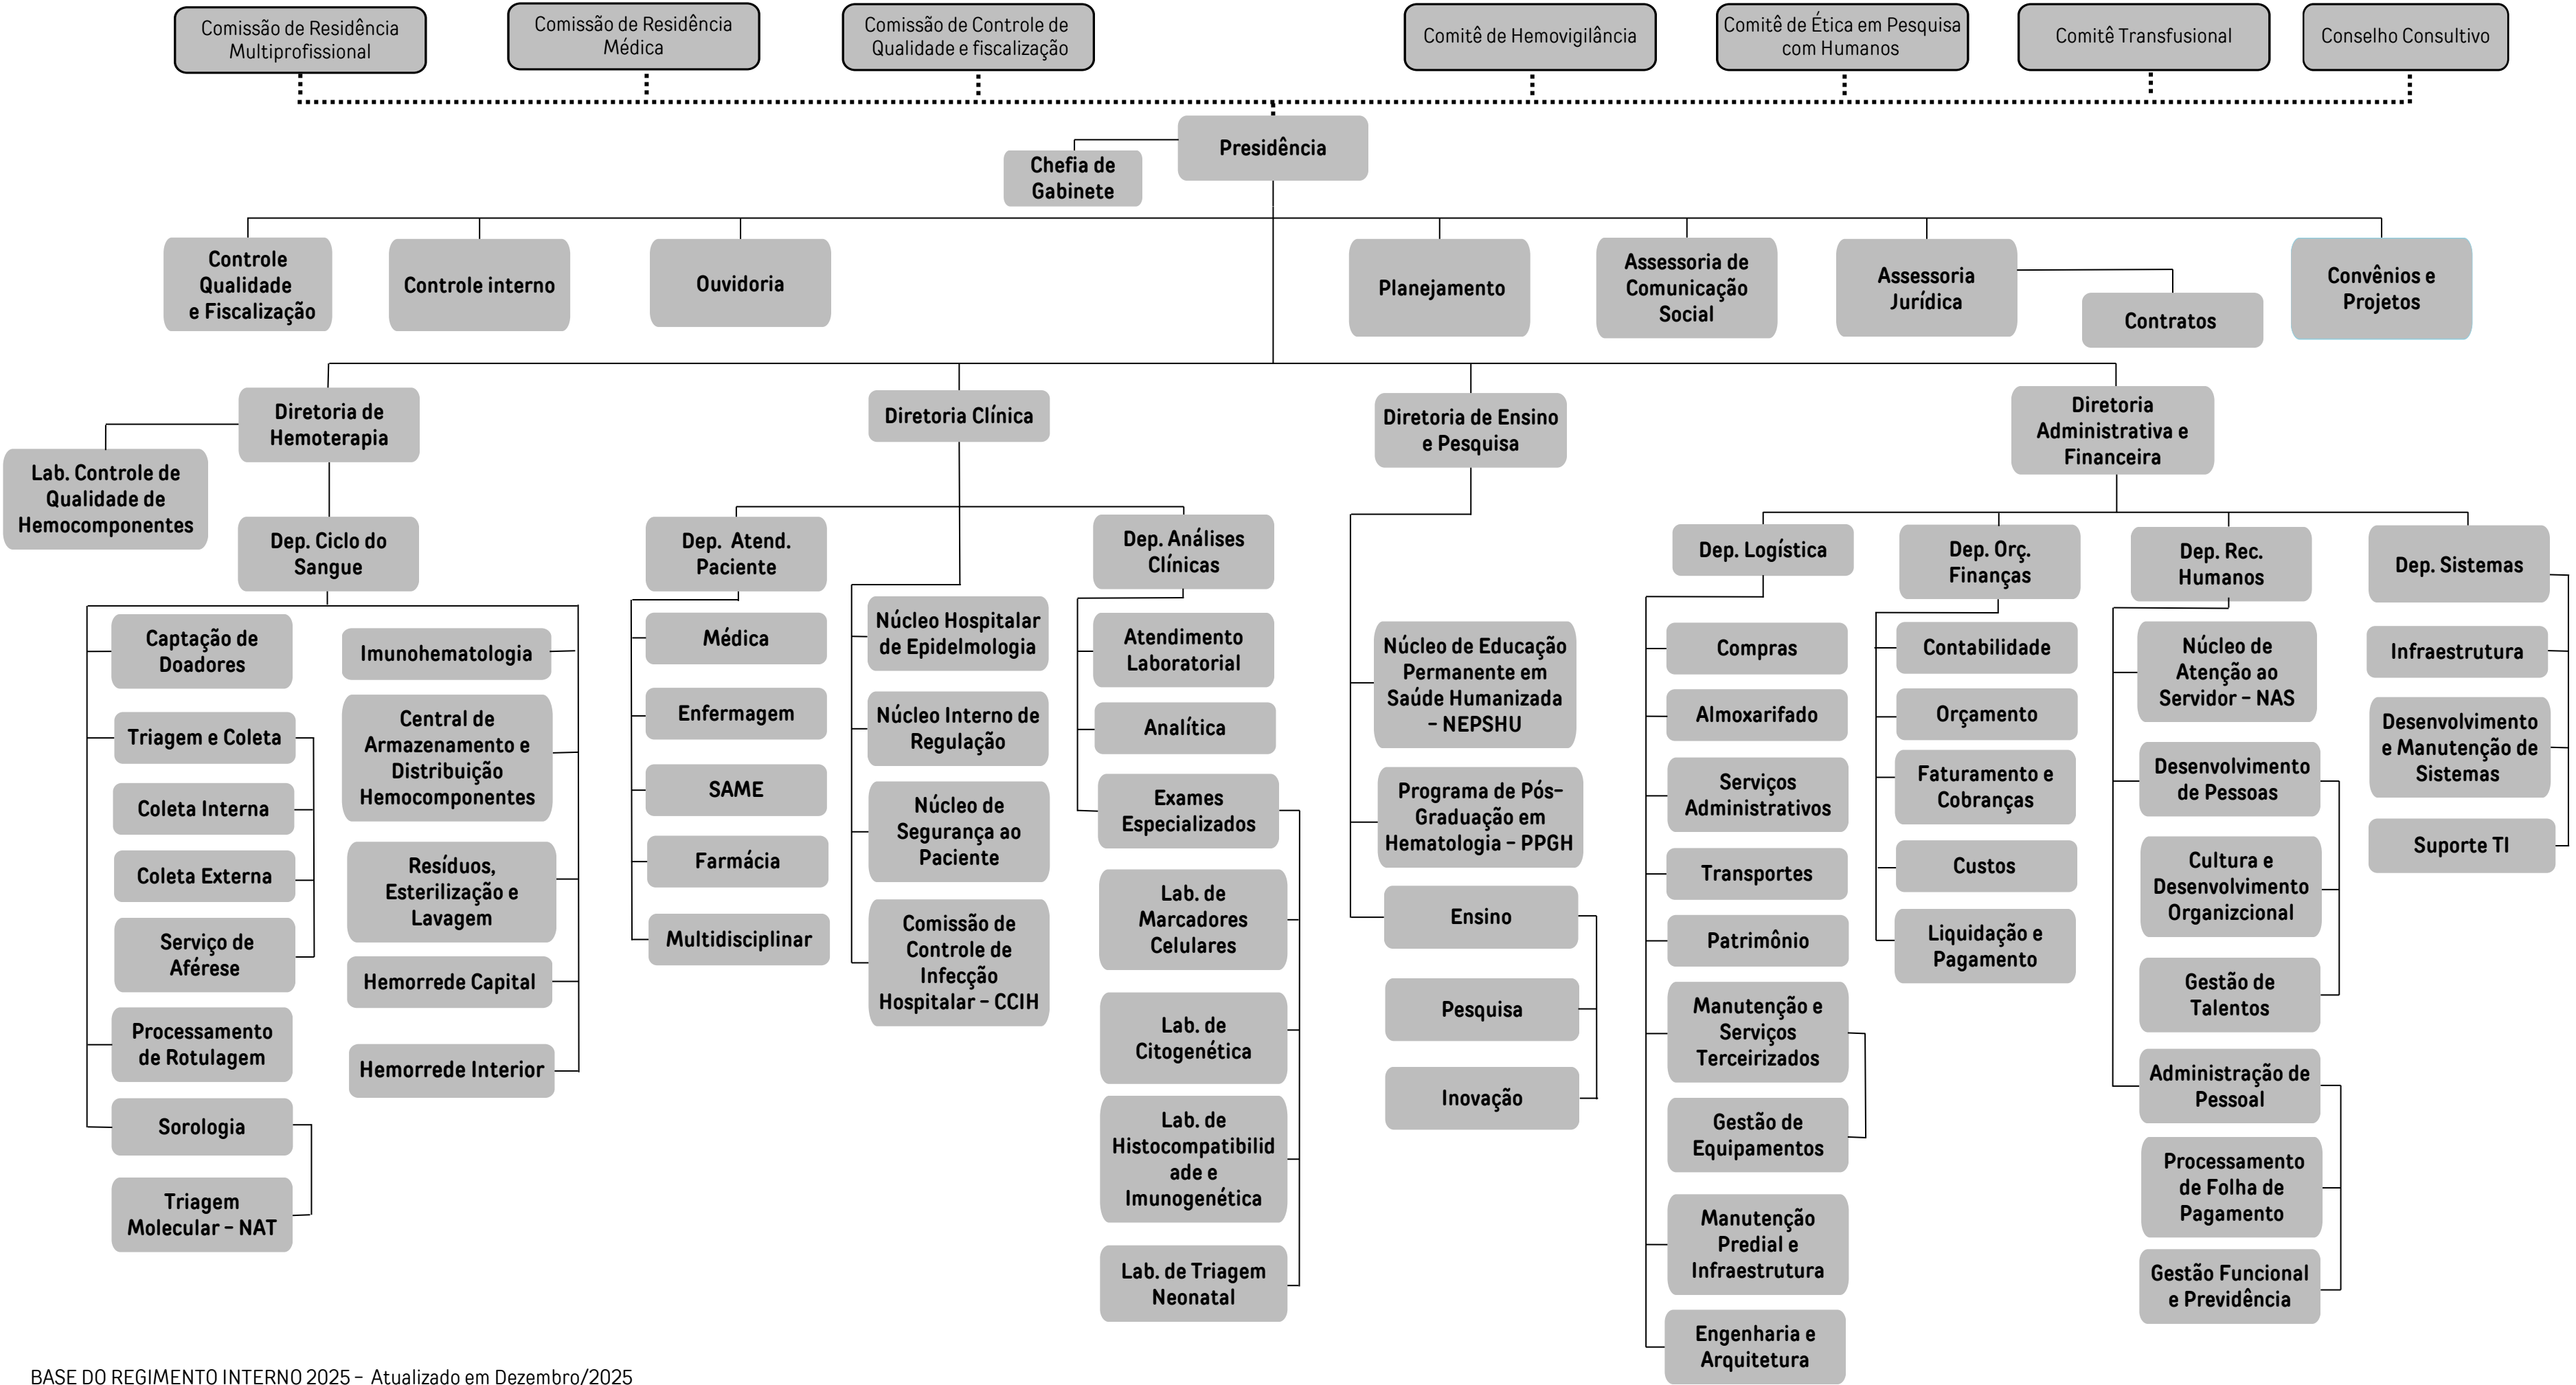 Comissão de Residência
Multiprofissional
Comissão de Residência
Médica
Comissão de Controle de
Qualidade e fiscalização
Comitê de Hemovigilância
Comitê de Ética em Pesquisa
com Humanos
Comitê Transfusional
Conselho Consultivo
Presidência
Chefia de
Gabinete
Controle
Qualidade
e Fiscalização
Controle interno
Ouvidoria
Planejamento
Assessoria de
Comunicação
Social
Assessoria
Jurídica
Contratos
Convênios e
Projetos
Diretoria de
Hemoterapia
Lab. Controle de
Qualidade de
Hemocomponentes
Dep. Ciclo do
Sangue
Captação de
Doadores
Triagem e Coleta
Coleta Interna
Coleta Externa
Serviço de
Aférese
Processamento
de Rotulagem
Sorologia
Triagem
Molecular – NAT
Imunohematologia
Central de
Armazenamento e
Distribuição
Hemocomponentes
Resíduos,
Esterilização e
Lavagem
Hemorrede Capital
Hemorrede Interior
Diretoria Clínica
Dep. Atend.
Paciente
Médica
Enfermagem
SAME
Farmácia
Multidisciplinar
Núcleo Hospitalar
de Epidelmologia
Núcleo Interno de
Regulação
Núcleo de
Segurança ao
Paciente
Comissão de
Controle de
Infecção
Hospitalar – CCIH
Dep. Análises
Clínicas
Atendimento
Laboratorial
Analítica
Exames
Especializados
Lab. de
Marcadores
Celulares
Lab. de
Citogenética
Lab. de
Histocompatibilid
ade e
Imunogenética
Lab. de Triagem
Neonatal
Diretoria de Ensino
e Pesquisa
Núcleo de Educação
Permanente em
Saúde Humanizada
– NEPSHU
Programa de Pós–
Graduação em
Hematologia – PPGH
Ensino
Pesquisa
Inovação
Diretoria
Administrativa e
Financeira
Dep. Logística
Compras
Almoxarifado
Serviços
Administrativos
Transportes
Patrimônio
Manutenção e
Serviços
Terceirizados
Gestão de
Equipamentos
Manutenção
Predial e
Infraestrutura
Engenharia e
Arquitetura
Dep. Orç.
Finanças
Contabilidade
Orçamento
Faturamento e
Cobranças
Custos
Liquidação e
Pagamento
Dep. Rec.
Humanos
Núcleo de
Atenção ao
Servidor – NAS
Desenvolvimento
de Pessoas
Cultura e
Desenvolvimento
Organizcional
Gestão de
Talentos
Administração de
Pessoal
Processamento
de Folha de
Pagamento
Gestão Funcional
e Previdência
Dep. Sistemas
Infraestrutura
Desenvolvimento
e Manutenção de
Sistemas
Suporte TI
BASE DO REGIMENTO INTERNO 2025 – Atualizado em Dezembro/2025